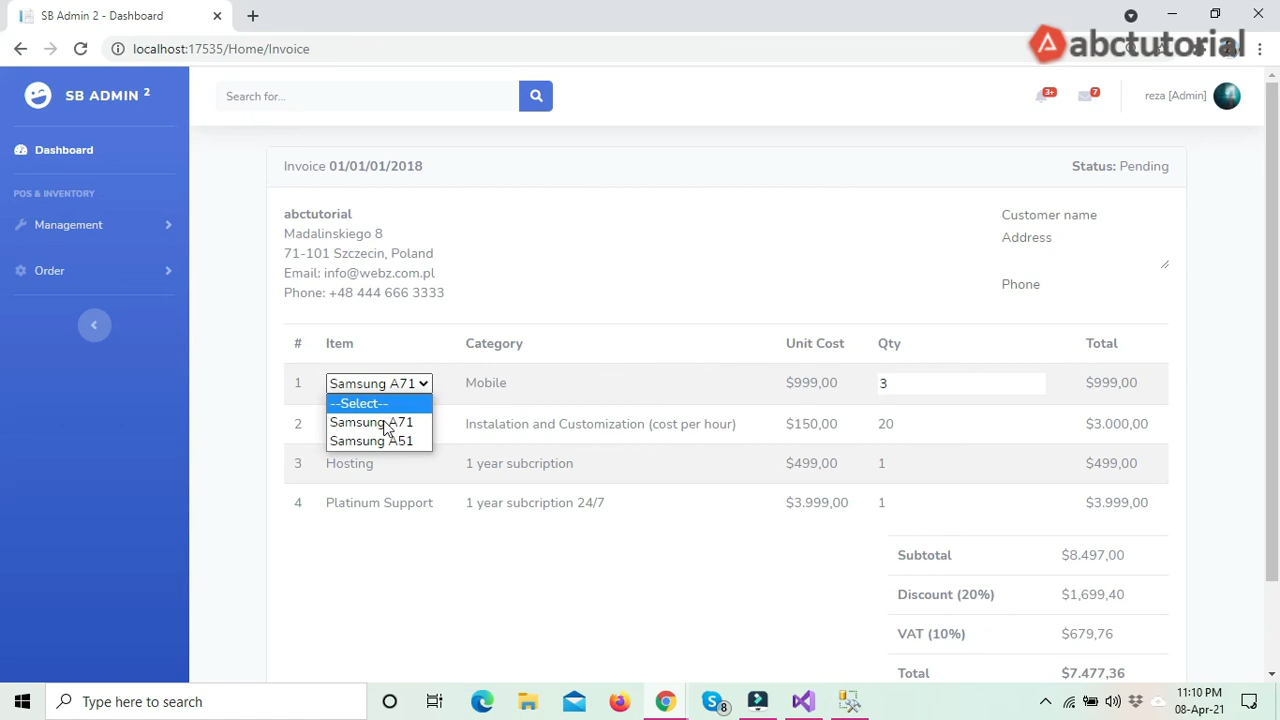 SB Admin 2 - Dashboard
localhost:17535/Home/Invoice
abctutorial
SB ADMIN 2
Search for...
3+
7
reza [Admin]
Dashboard
POS & INVENTORY
Management
Order
Invoice 01/01/01/2018
Status: Pending
abctutorial
Madalinskiego 8
71-101 Szczecin, Poland
Email: info@webz.com.pl
Phone: +48 444 666 3333
Customer name
Address
Phone
# Item Category Unit Cost Qty Total
1 Samsung A71 Mobile $999,00 3 $999,00
--Select--
Samsung A71
Samsung A51
2 Instalation and Customization (cost per hour) $150,00 20 $3.000,00
3 Hosting 1 year subcription $499,00 1 $499,00
4 Platinum Support 1 year subcription 24/7 $3.999,00 1 $3.999,00
Subtotal $8.497,00
Discount (20%) $1,699,40
VAT (10%) $679,76
Total $7.477,36
Type here to search
8
11:10 PM
08-Apr-21